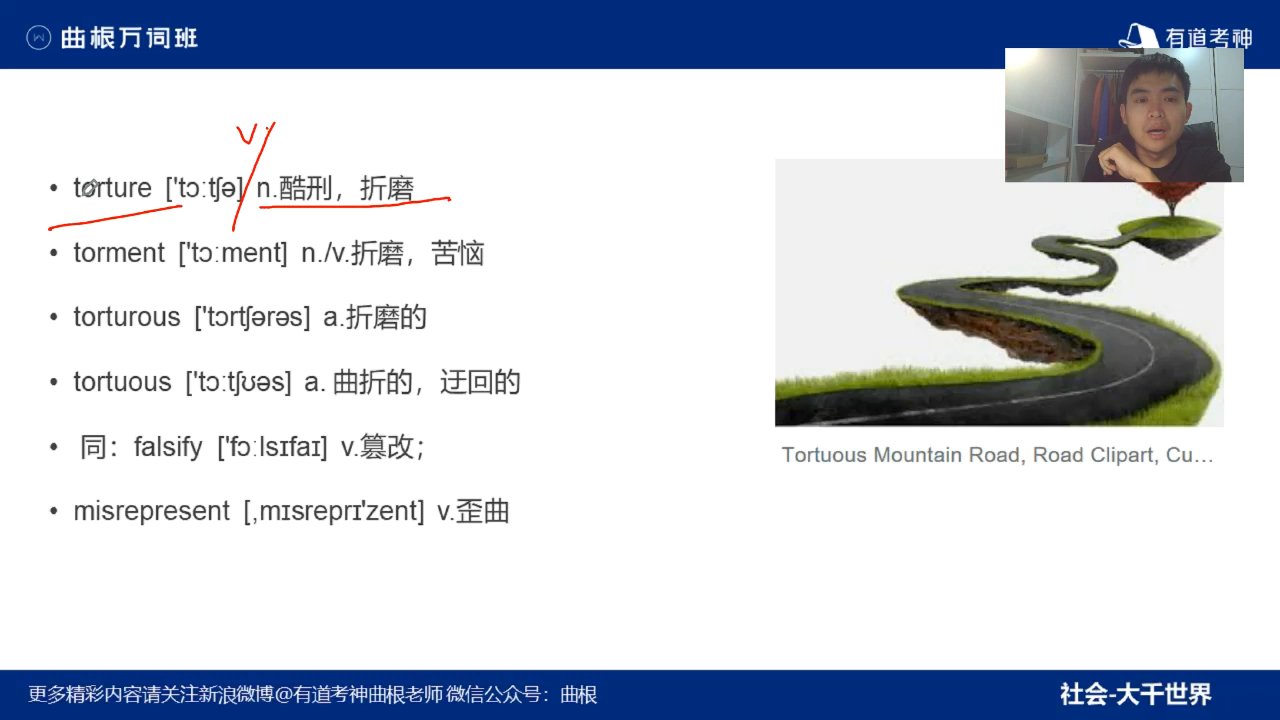 曲根万词班
有道考神
v.
• torture ['tɔːtʃə] n.酷刑，折磨
• torment ['tɔːment] n./v.折磨，苦恼
• torturous ['tɔrtʃərəs] a.折磨的
• tortuous ['tɔːtʃʊəs] a. 曲折的，迂回的
• 同：falsify ['fɔːlsɪfaɪ] v.篡改；
• misrepresent [ˌmɪsreprɪ'zent] v.歪曲
Tortuous Mountain Road, Road Clipart, Cu…
更多精彩内容请关注新浪微博@有道考神曲根老师 微信公众号：曲根
社会-大千世界